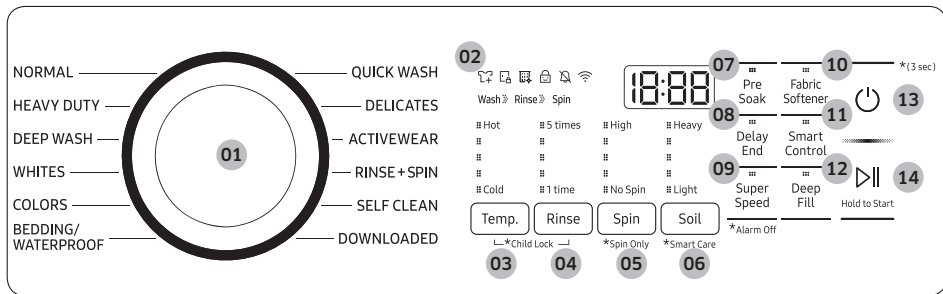 NORMAL
HEAVY DUTY
DEEP WASH
WHITES
COLORS
BEDDING/
WATERPROOF
01
QUICK WASH
DELICATES
ACTIVEWEAR
RINSE+SPIN
SELF CLEAN
DOWNLOADED
02
Wash》 Rinse》 Spin
18:88
Hot 5 times High Heavy
Cold 1 time No Spin Light
Temp. Rinse Spin Soil
*Child Lock *Spin Only *Smart Care
03 04 05 06
07 10
Pre
Soak
Fabric
Softener
08 11
Delay
End
Smart
Control
09 12
Super
Speed
Deep
Fill
*Alarm Off
*(3 sec)
13
14
Hold to Start